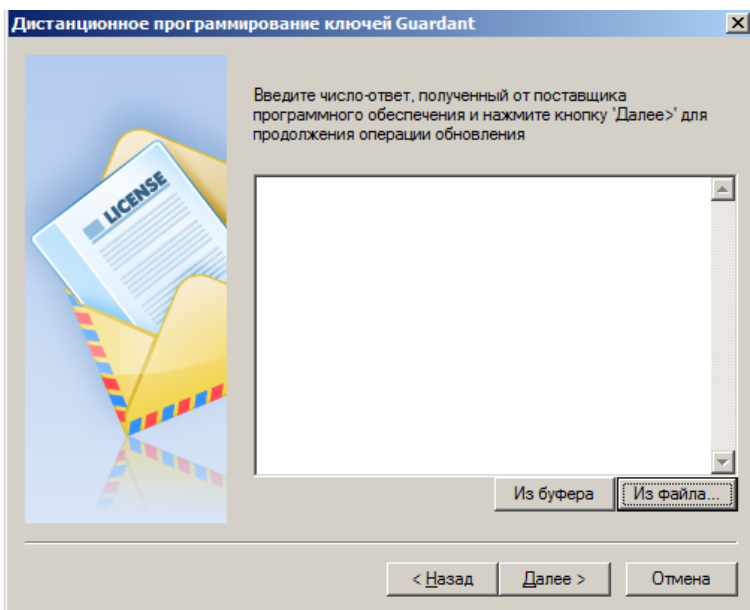 Дистанционное программирование ключей Guardant
Введите число-ответ, полученный от поставщика
программного обеспечения и нажмите кнопку 'Далее>' для
продолжения операции обновления
LICENSE
Из буфера
Из файла...
< Назад
Далее >
Отмена